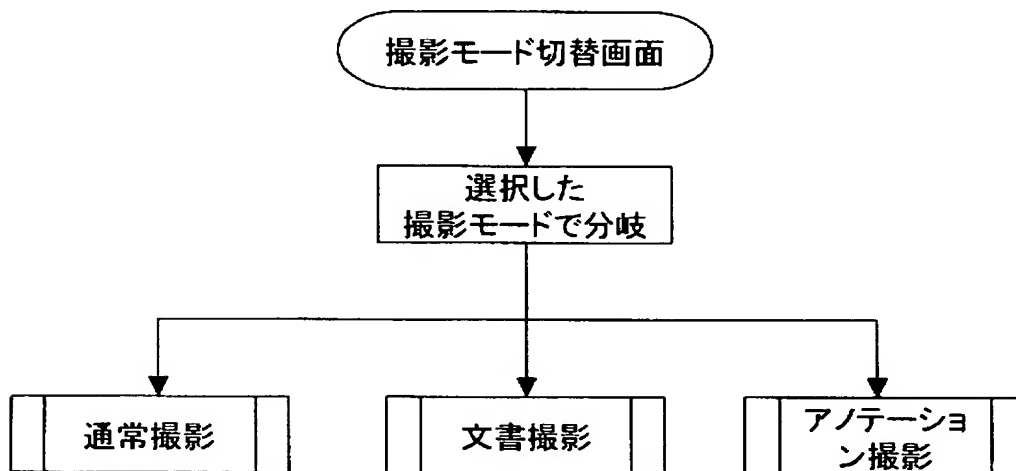 撮影モード切替画面
選択した
撮影モードで分岐
通常撮影
文書撮影
アノテーショ
ン撮影